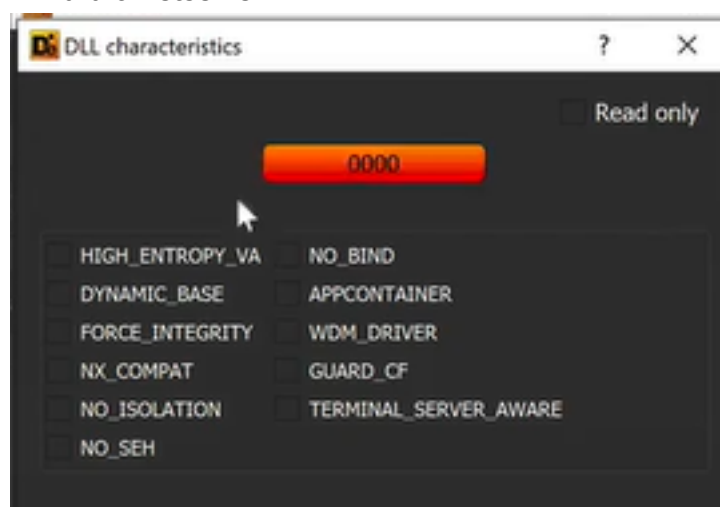 DLL characteristics
?
Read only
0000
HIGH_ENTROPY_VA
NO_BIND
DYNAMIC_BASE
APPCONTAINER
FORCE_INTEGRITY
WDM_DRIVER
NX_COMPAT
GUARD_CF
NO_ISOLATION
TERMINAL_SERVER_AWARE
NO_SEH